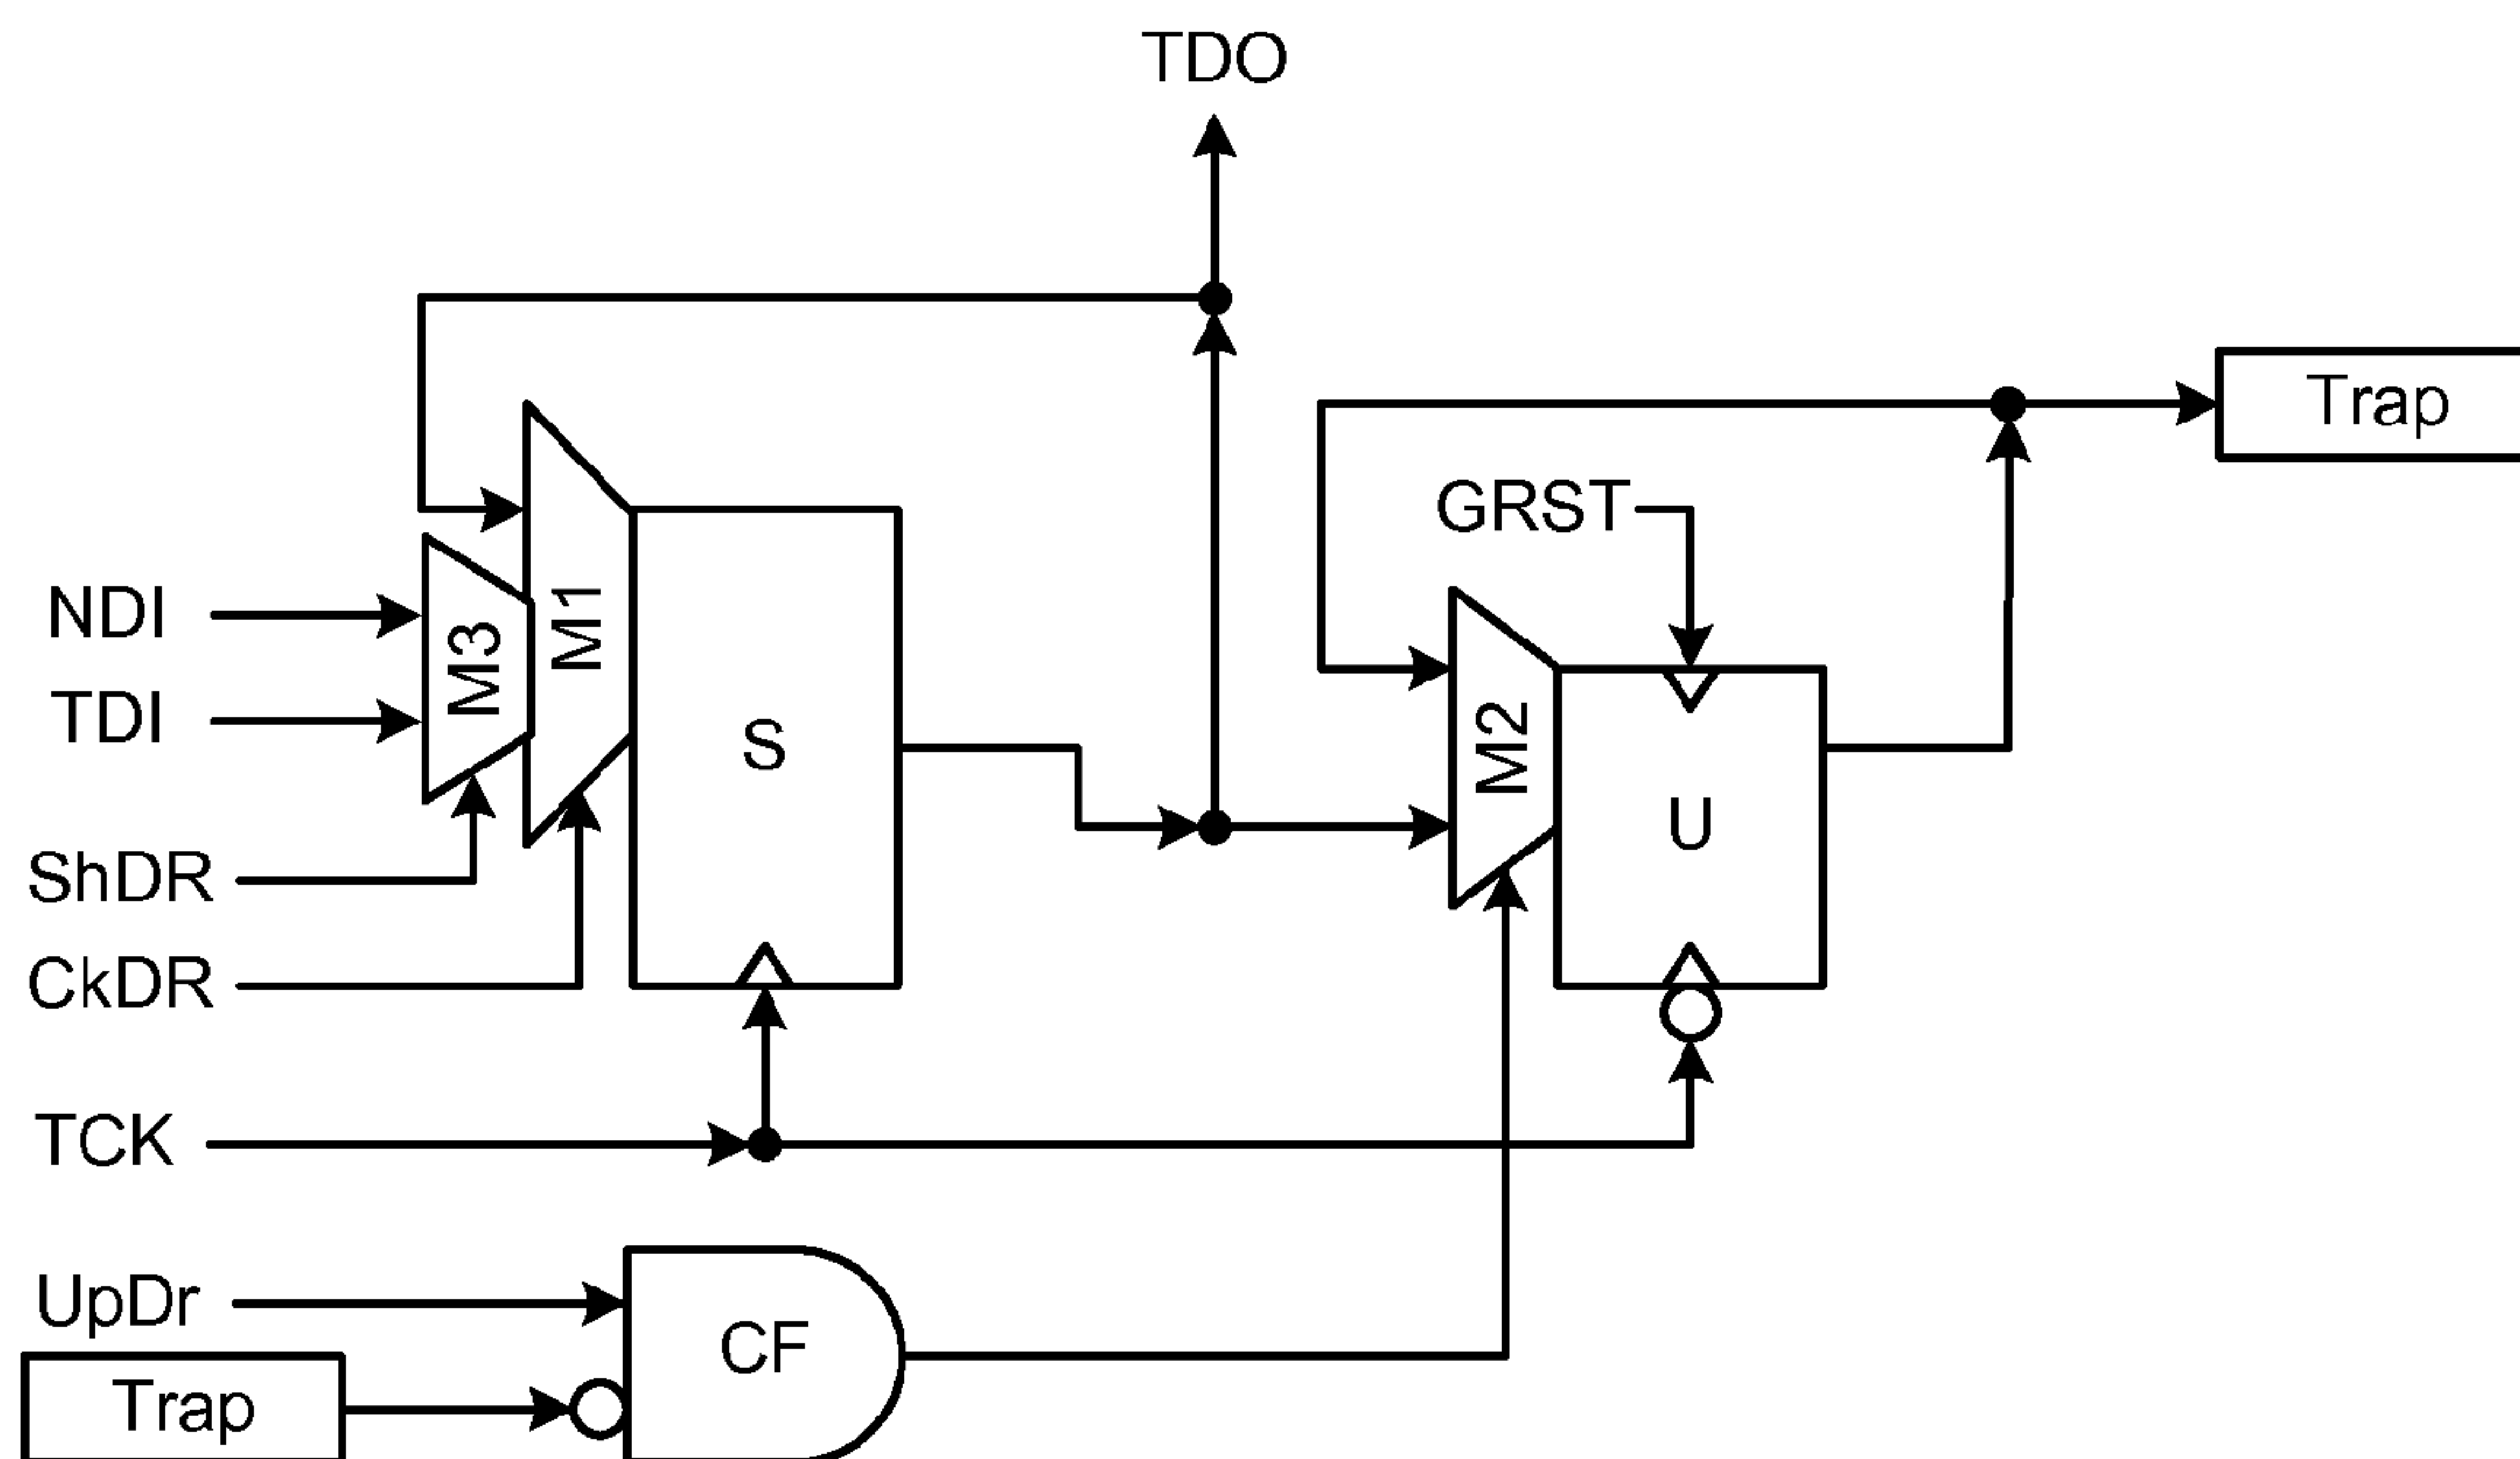 TDO
Trap
GRST
NDI
M3
M1
TDI
S
M2
U
ShDR
CkDR
TCK
UpDr
CF
Trap